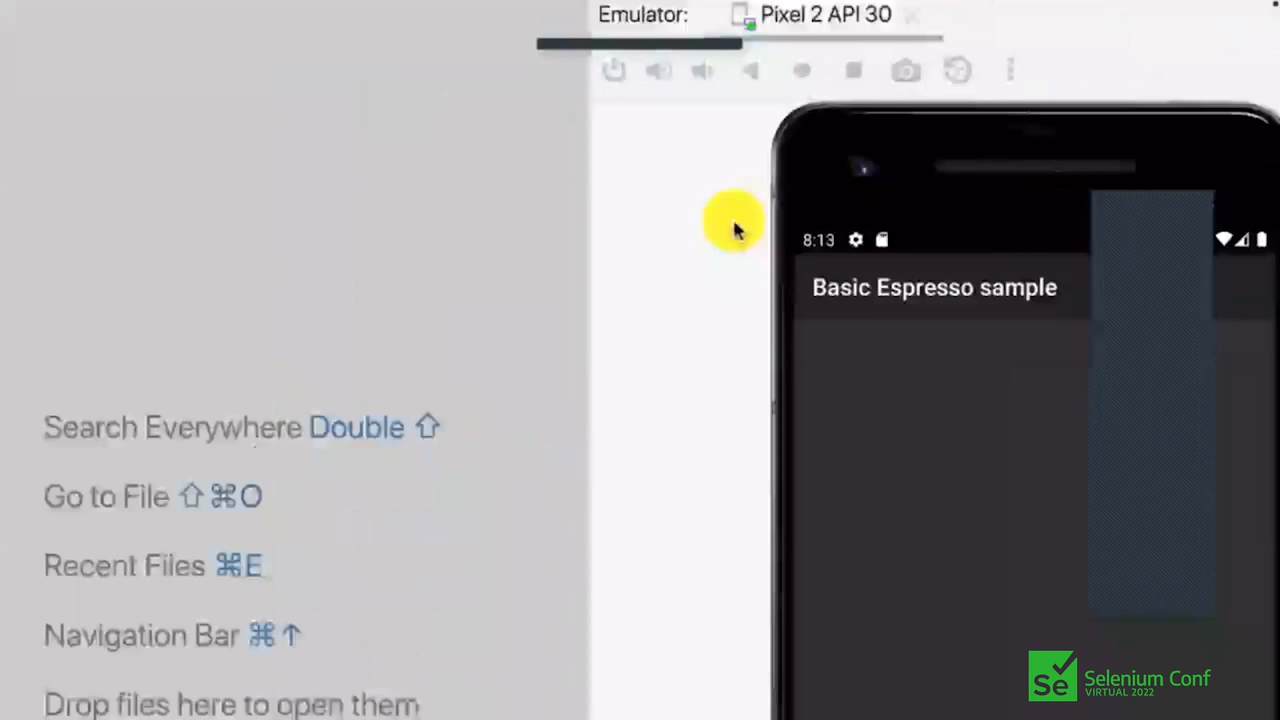 Emulator: Pixel 2 API 30
8:13
Basic Espresso sample
Search Everywhere Double ⇧
Go to File ⇧⌘O
Recent Files ⌘E
Navigation Bar ⌘↑
Drop files here to open them
Se Selenium Conf
VIRTUAL 2022